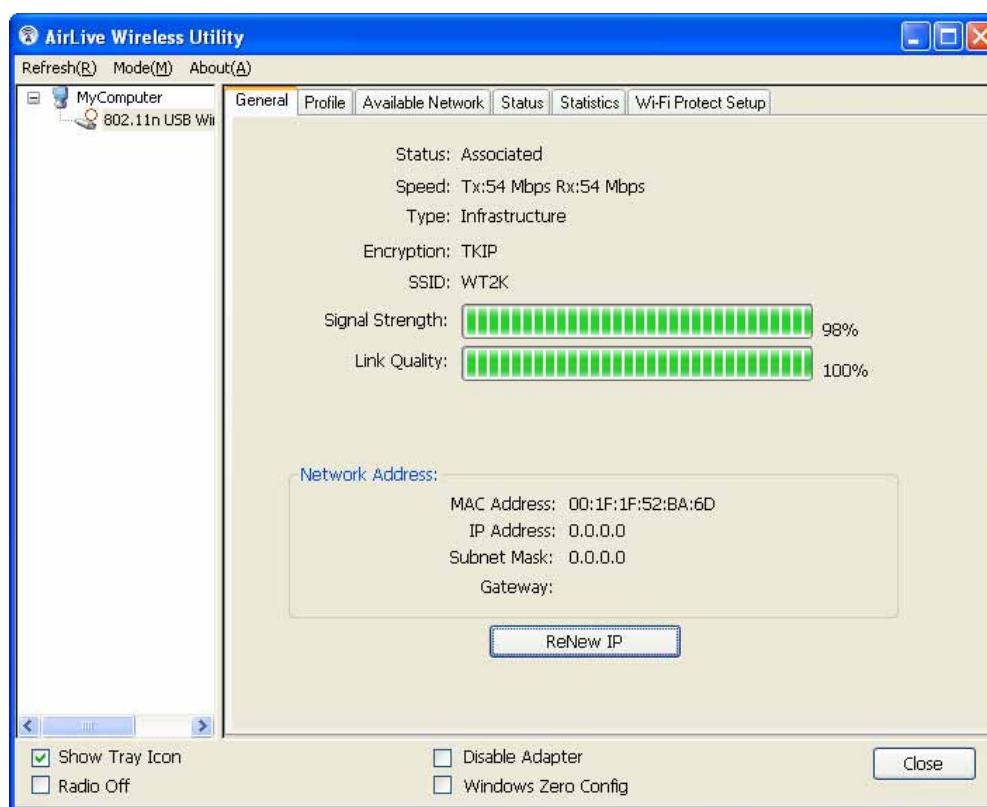 AirLive Wireless Utility
Refresh(R) Mode(M) About(A)
MyComputer
802.11n USB Wi
General Profile Available Network Status Statistics Wi-Fi Protect Setup
Status: Associated
Speed: Tx:54 Mbps Rx:54 Mbps
Type: Infrastructure
Encryption: TKIP
SSID: WT2K
Signal Strength: 98%
Link Quality: 100%
Network Address:
MAC Address: 00:1F:1F:52:BA:6D
IP Address: 0.0.0.0
Subnet Mask: 0.0.0.0
Gateway:
ReNew IP
Show Tray Icon Disable Adapter
Radio Off Windows Zero Config
Close